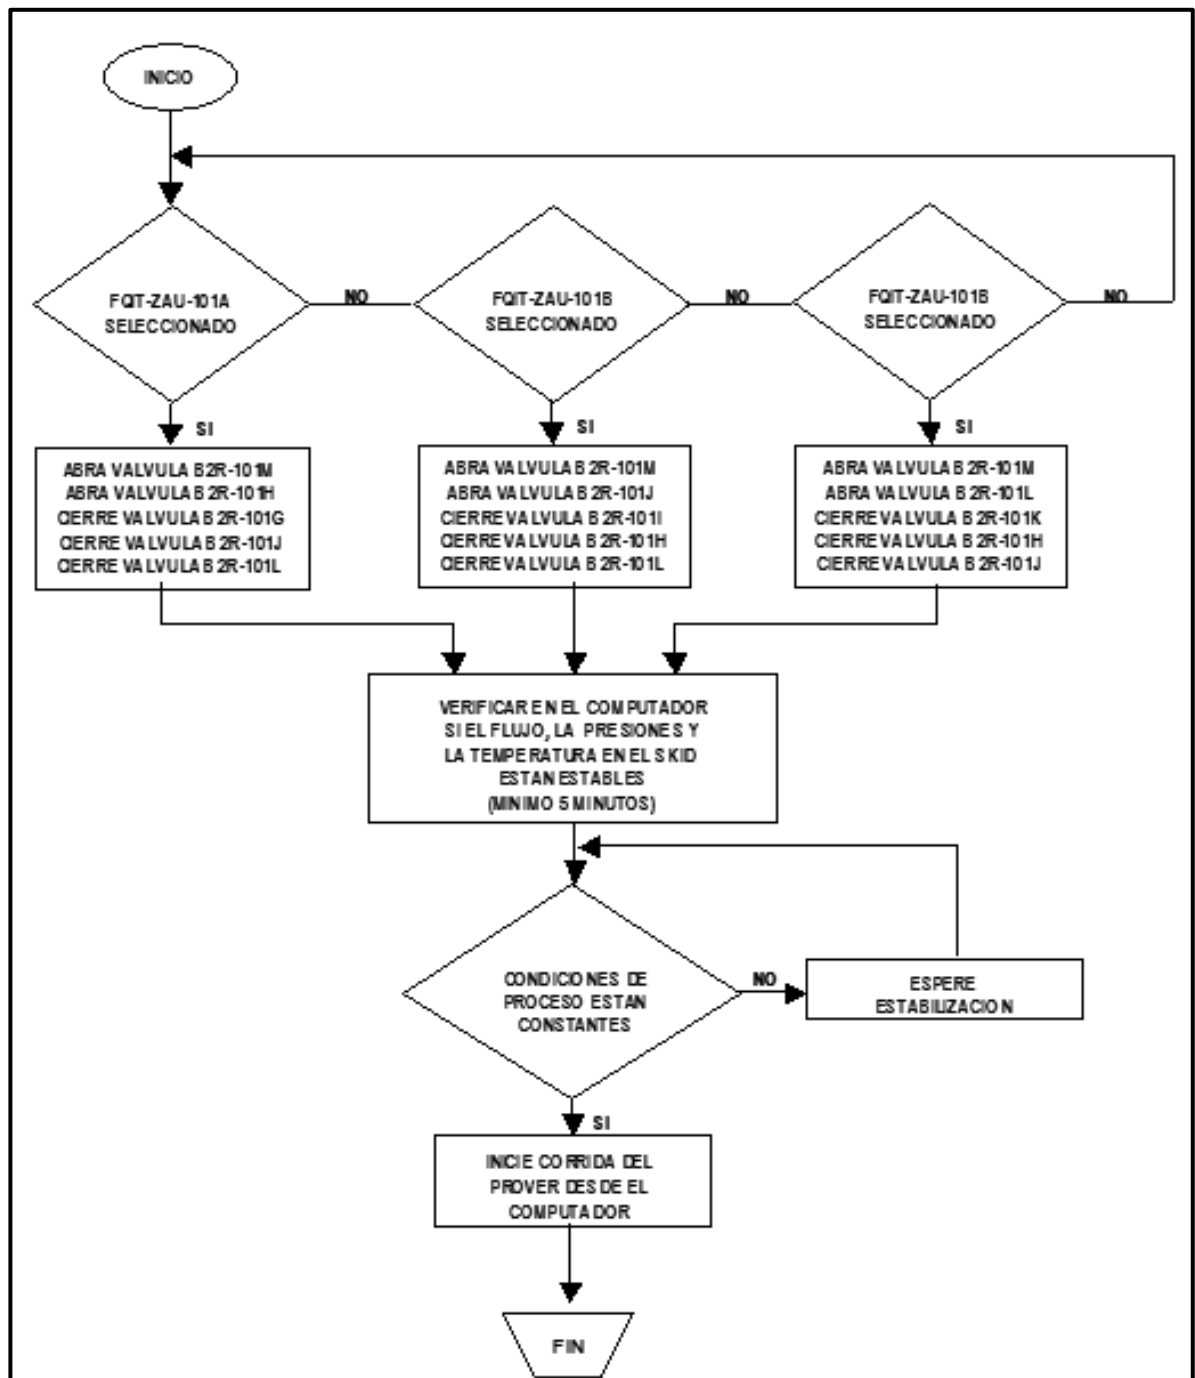 INICIO
FQIT-ZAU-101A
SELECCIONADO
NO
FQIT-ZAU-101B
SELECCIONADO
NO
FQIT-ZAU-101B
SELECCIONADO
NO
SI
SI
SI
ABRA VALVULA B2R-101M
ABRA VALVULA B2R-101H
CIERRE VALVULA B2R-101G
CIERRE VALVULA B2R-101J
CIERRE VALVULA B2R-101L
ABRA VALVULA B2R-101M
ABRA VALVULA B2R-101J
CIERRE VALVULA B2R-101I
CIERRE VALVULA B2R-101H
CIERRE VALVULA B2R-101L
ABRA VALVULA B2R-101M
ABRA VALVULA B2R-101L
CIERRE VALVULA B2R-101K
CIERRE VALVULA B2R-101H
CIERRE VALVULA B2R-101J
VERIFICAR EN EL COMPUTADOR
SI EL FLUJO, LA PRESIONES Y
LA TEMPERATURA EN EL SKID
ESTAN ESTABLES
(MINIMO 5 MINUTOS)
CONDICIONES DE
PROCESO ESTAN
CONSTANTES
NO
ESPERE
ESTABILIZACION
SI
INICIE CORRIDA DEL
PROVER DESDE EL
COMPUTADOR
FIN